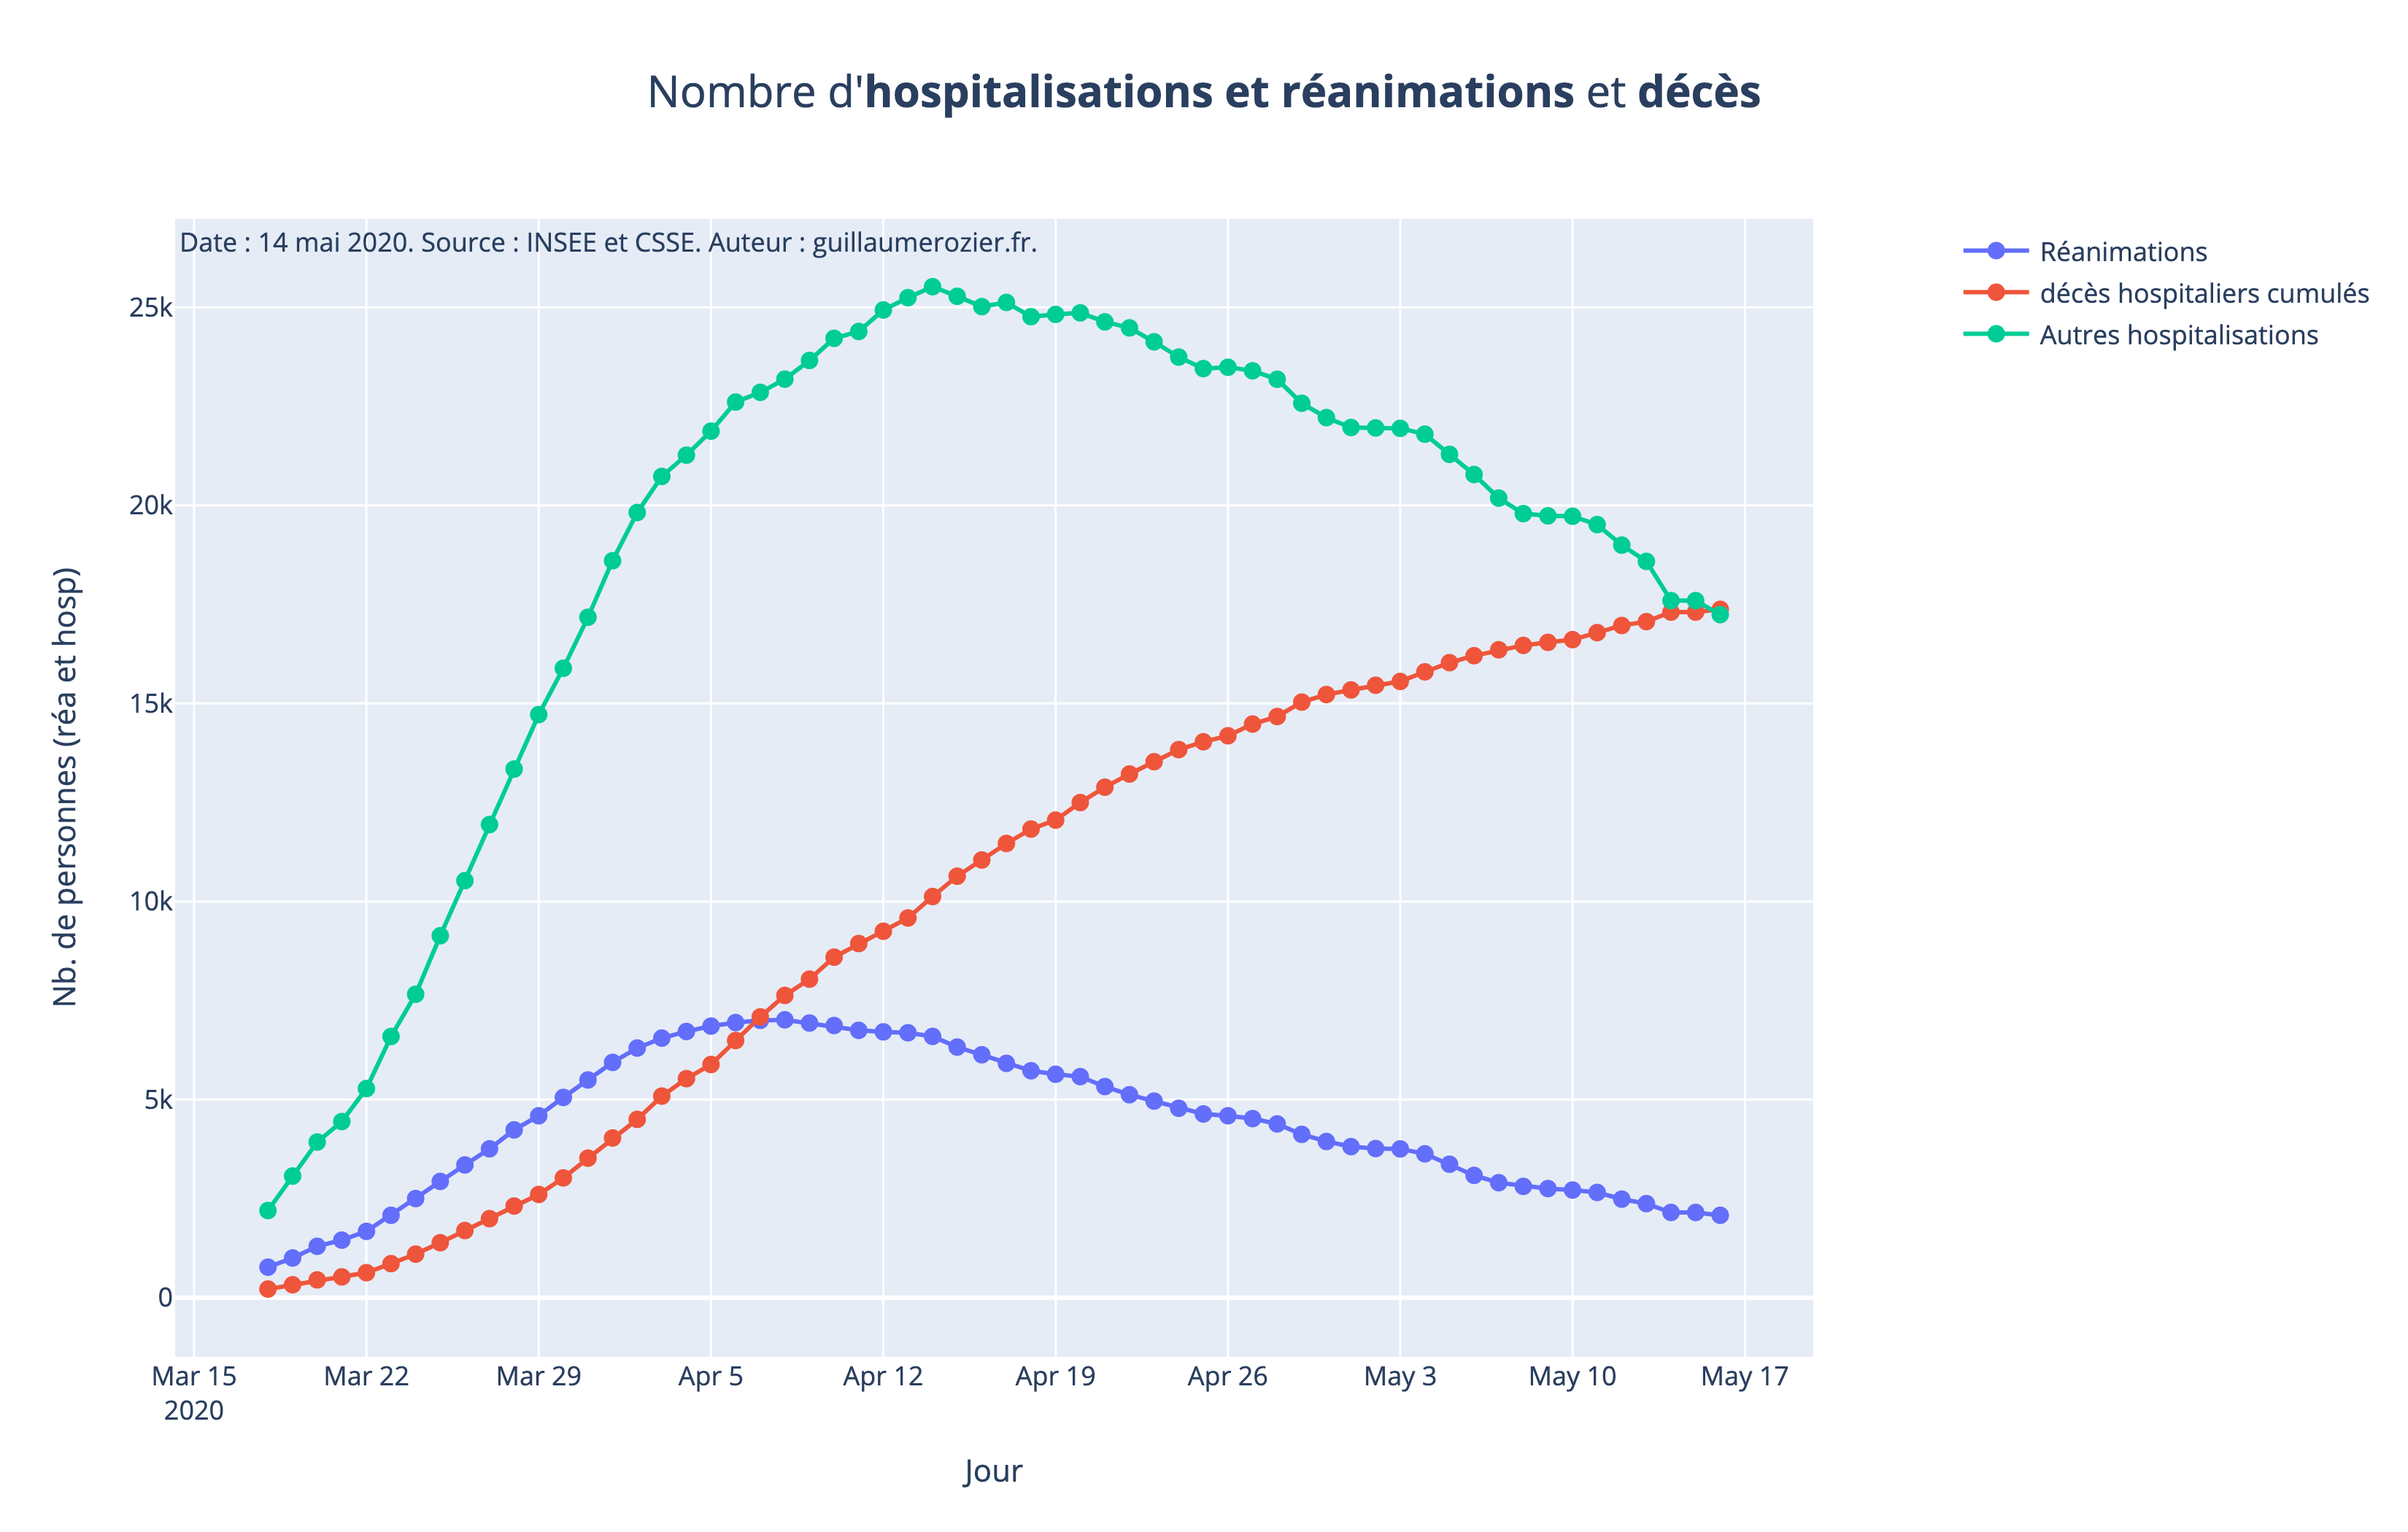 Nombre d'hospitalisations et réanimations et décès
Date : 14 mai 2020. Source : INSEE et CSSE. Auteur : guillaumerozier.fr.
Réanimations
décès hospitaliers cumulés
Autres hospitalisations
25k
20k
15k
10k
5k
0
Nb. de personnes (réa et hosp)
Mar 15
2020
Mar 22
Mar 29
Apr 5
Apr 12
Apr 19
Apr 26
May 3
May 10
May 17
Jour